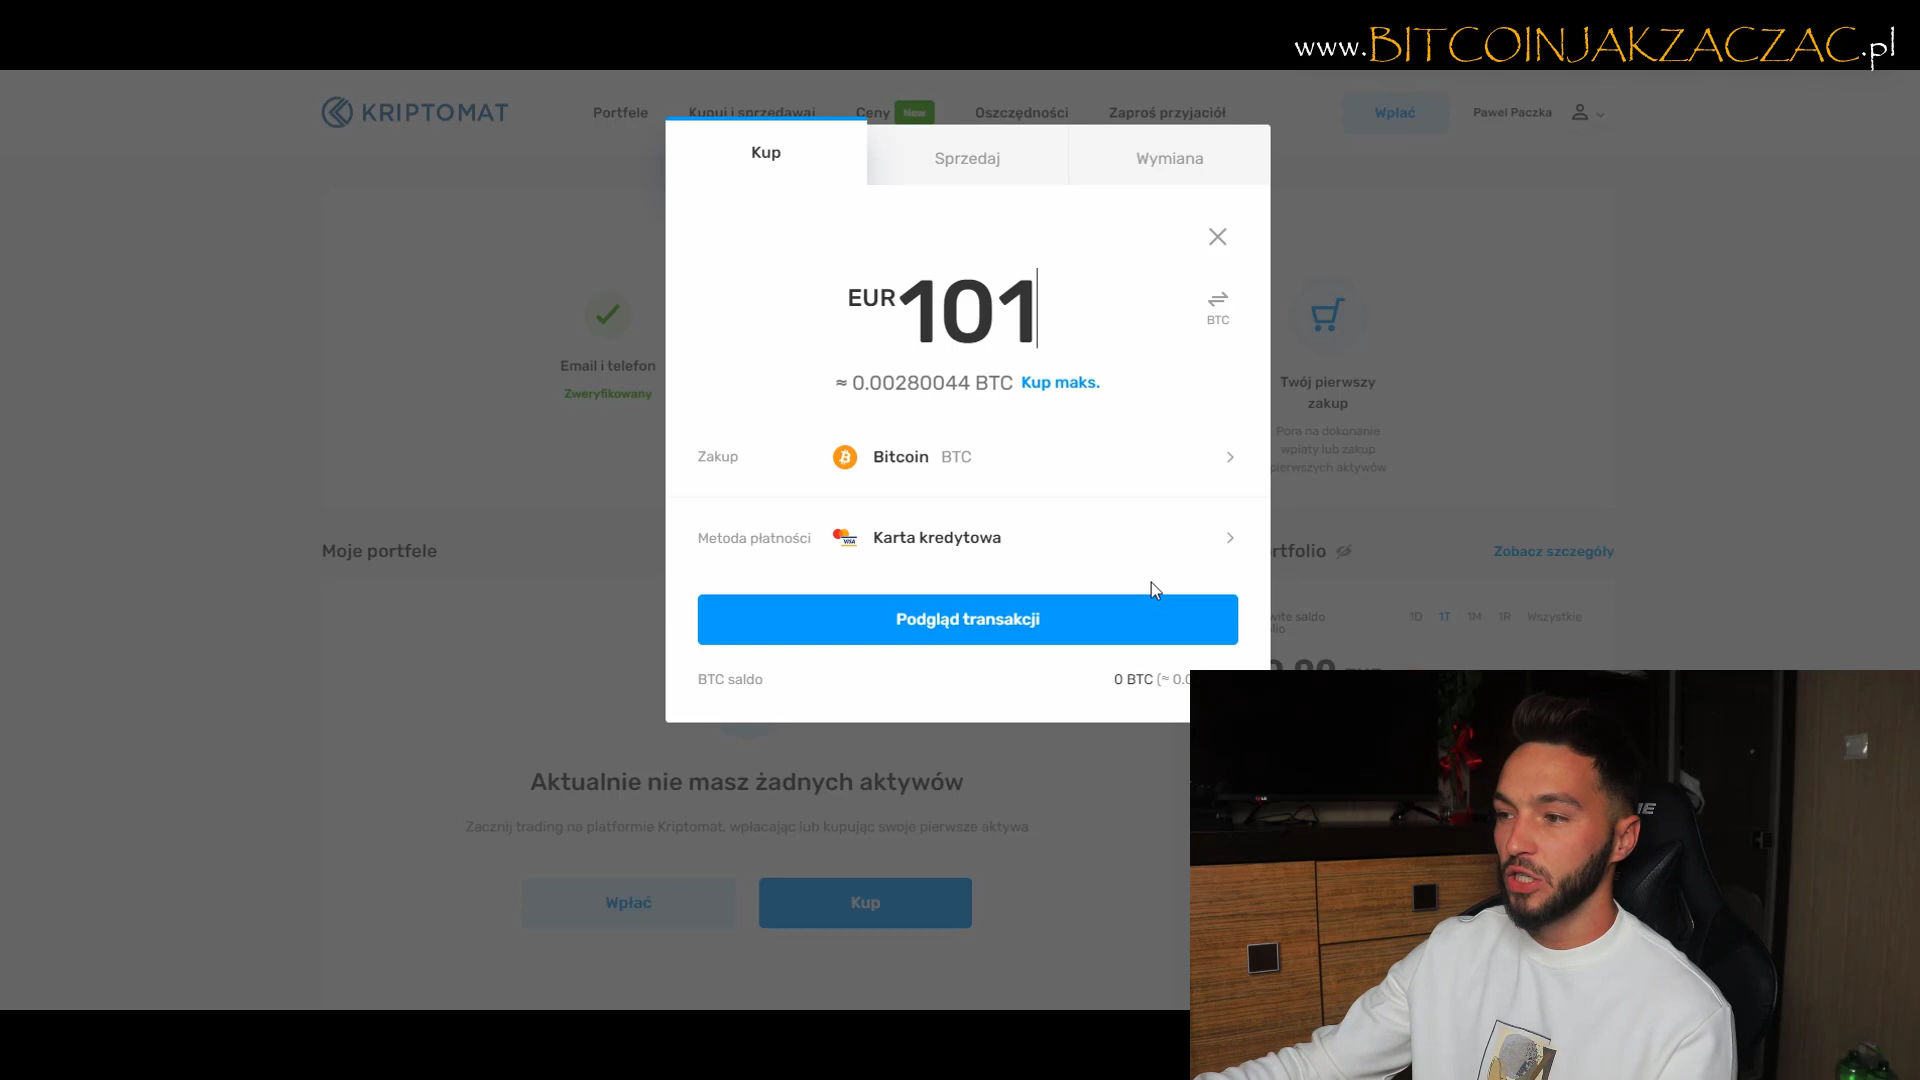 www.BITCOINJAKZACZAC.pl
KRIPTOMAT
Portfele
Kupuj i sprzedawaj
Ceny New
Oszczędności
Zaproś przyjaciół
Wpłać
Pawel Paczka
Kup
Sprzedaj
Wymiana
EUR 101
BTC
≈ 0.00280044 BTC Kup maks.
Email i telefon
Zweryfikowany
Twój pierwszy
zakup
Pora na dokonanie
wpłaty lub zakup
pierwszych aktywów
Zakup
Bitcoin BTC
Metoda płatności
VISA
Karta kredytowa
Moje portfele
rtfolio
Zobacz szczegóły
Podgląd transakcji
wite saldo
lio
1D 1T 1M 1R Wszystkie
BTC saldo
0 BTC (≈ 0.0
Aktualnie nie masz żadnych aktywów
Zacznij trading na platformie Kriptomat, wpłacając lub kupując swoje pierwsze aktywa
Wpłać
Kup